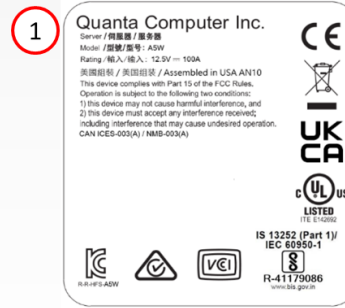 1
Quanta Computer Inc.
Server / 伺服器 / 服务器
Model /型號/ 型号: A5W
Rating /輸入/ 输入: 12.5V ⎓ 100A
美國組裝 / 美国组装 / Assembled in USA AN10
This device complies with Part 15 of the FCC Rules.
Operation is subject to the following two conditions:
1) this device may not cause harmful interference, and
2) this device must accept any interference received;
including interference that may cause undesired operation.
CAN ICES-003(A) / NMB-003(A)
CE
UK
CA
c UL us
LISTED
ITE E142692
IS 13252 (Part 1)/
IEC 60950-1
R-41179086
www.bis.gov.in
R-R-HFS-A5W
VCI